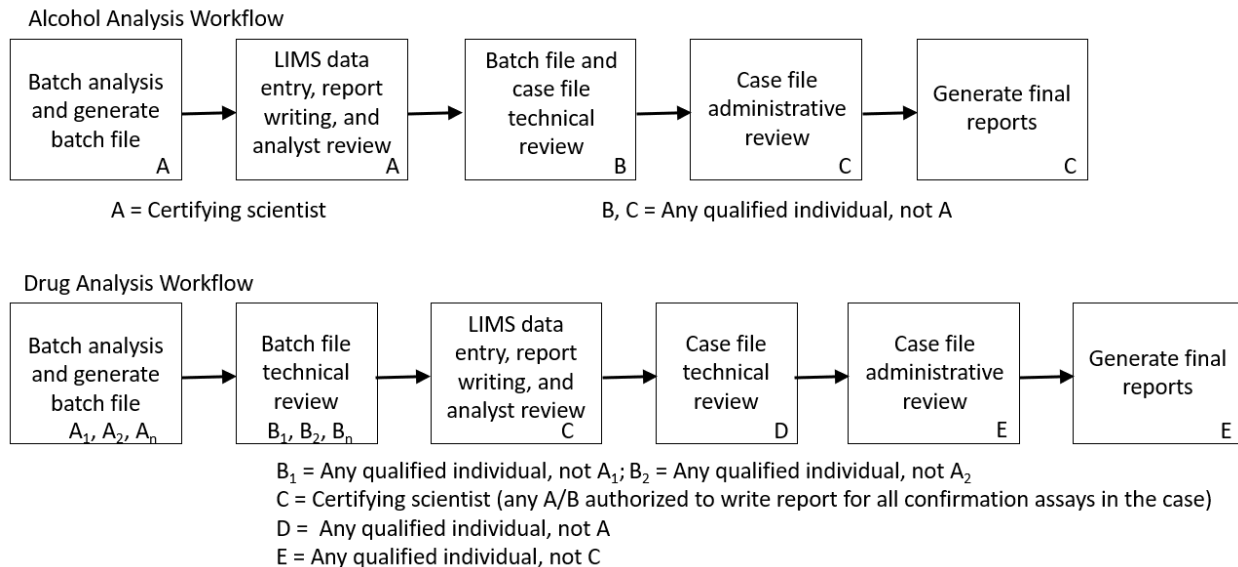 Alcohol Analysis Workflow
Batch analysis
and generate
batch file
A
LIMS data
entry, report
writing, and
analyst review
A
Batch file and
case file
technical
review
B
Case file
administrative
review
C
Generate final
reports
C
A = Certifying scientist
B, C = Any qualified individual, not A
Drug Analysis Workflow
Batch analysis
and generate
batch file
A₁, A₂, Aₙ
Batch file
technical
review
B₁, B₂, Bₙ
LIMS data
entry, report
writing, and
analyst review
C
Case file
technical
review
D
Case file
administrative
review
E
Generate final
reports
E
B₁ = Any qualified individual, not A₁; B₂ = Any qualified individual, not A₂
C = Certifying scientist (any A/B authorized to write report for all confirmation assays in the case)
D = Any qualified individual, not A
E = Any qualified individual, not C